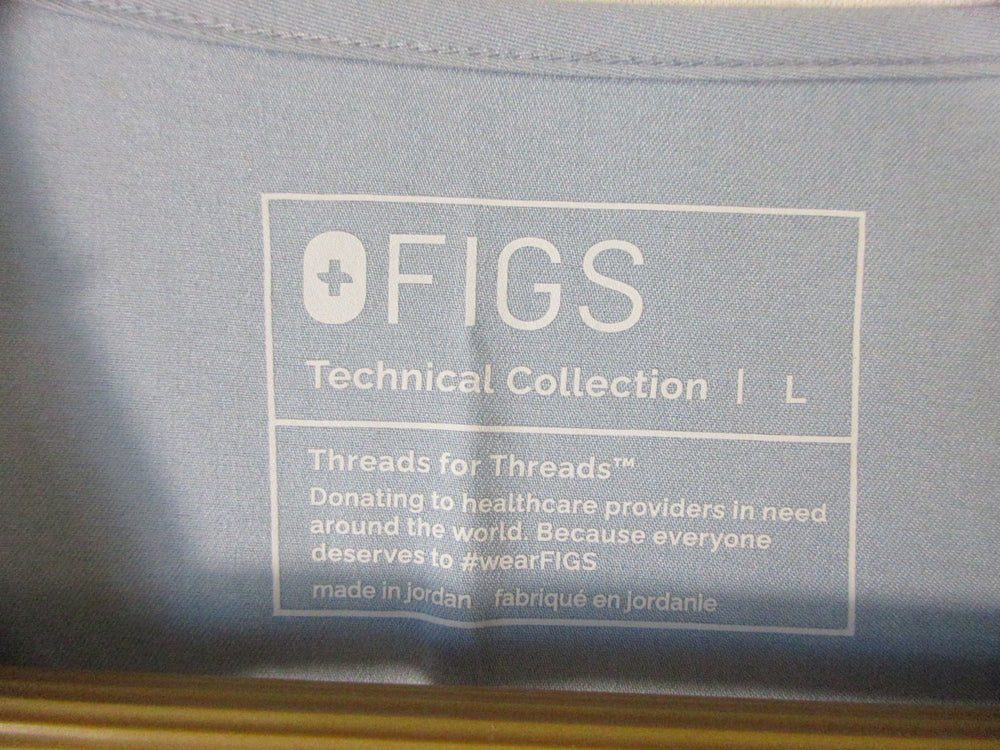 FIGS
Technical Collection | L
Threads for Threads™
Donating to healthcare providers in need
around the world. Because everyone
deserves to #wearFIGS
made in jordan fabriqué en jordanie